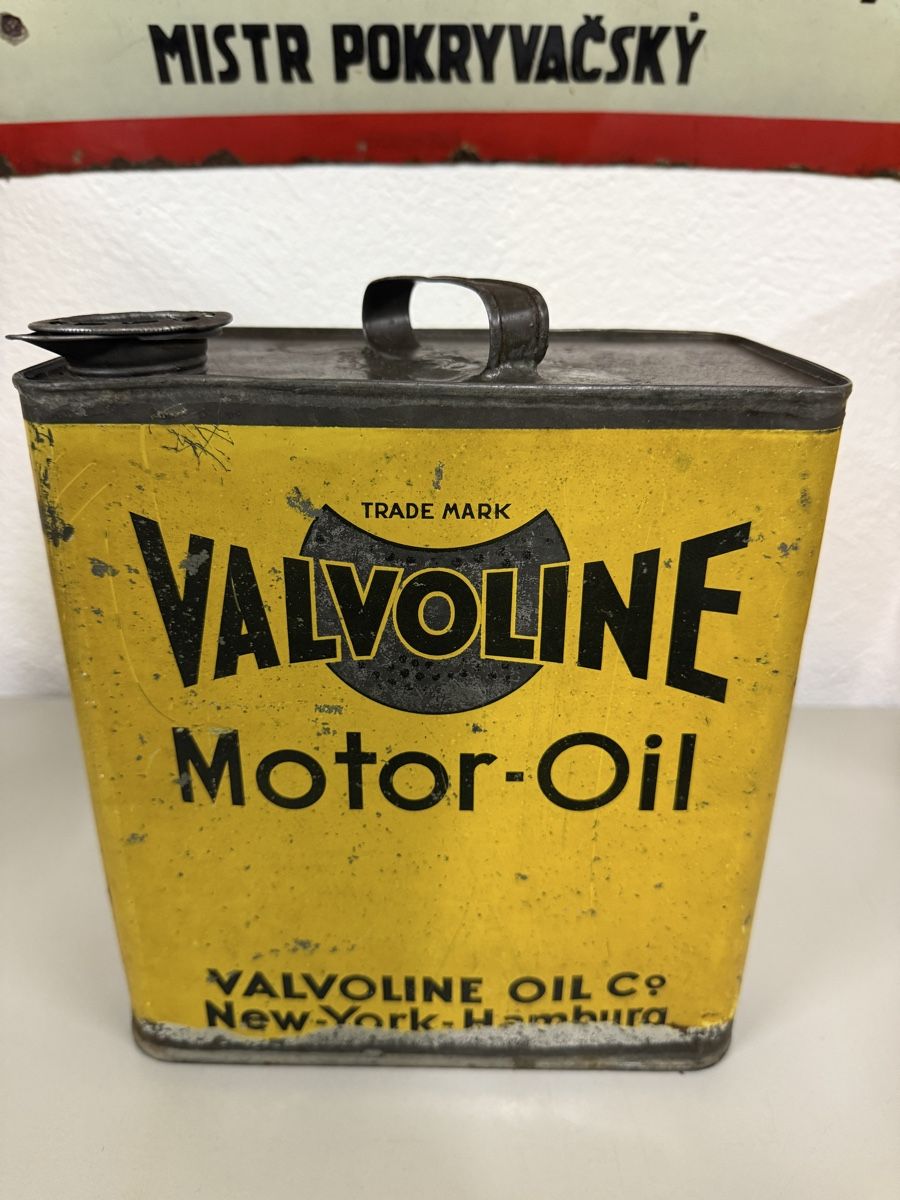 MISTR POKRYVAČSKÝ
TRADE MARK
VALVOLINE
Motor-Oil
VALVOLINE OIL Cº
New-York-Hamburg